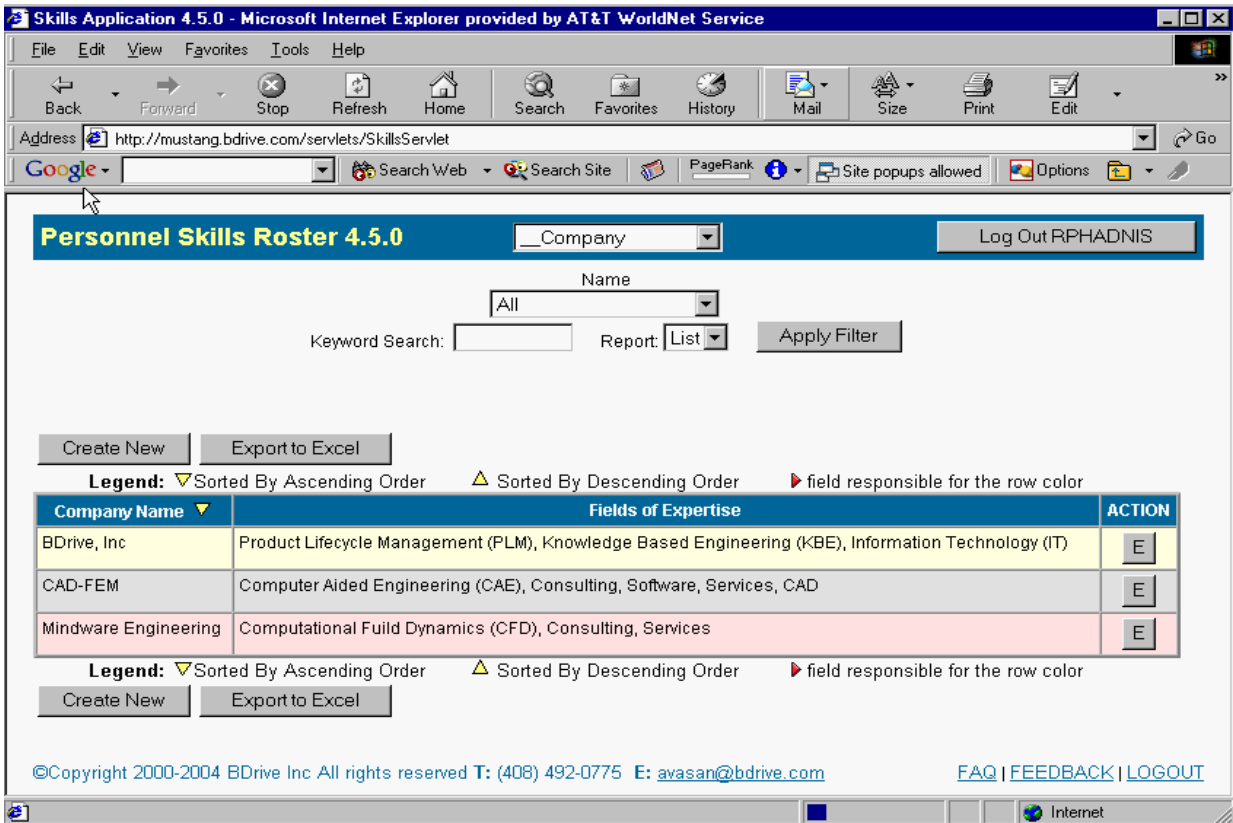 Skills Application 4.5.0 - Microsoft Internet Explorer provided by AT&T WorldNet Service
File Edit View Favorites Tools Help
Back Forward Stop Refresh Home Search Favorites History Mail Size Print Edit
Address http://mustang.bdrive.com/servlets/SkillsServlet Go
Google Search Web Search Site PageRank Site popups allowed Options
Personnel Skills Roster 4.5.0 __Company Log Out RPHADNIS
Name
All
Keyword Search: Report: List Apply Filter
Create New Export to Excel
Legend: Sorted By Ascending Order Sorted By Descending Order field responsible for the row color
Company Name Fields of Expertise ACTION
BDrive, Inc Product Lifecycle Management (PLM), Knowledge Based Engineering (KBE), Information Technology (IT) E
CAD-FEM Computer Aided Engineering (CAE), Consulting, Software, Services, CAD E
Mindware Engineering Computational Fuild Dynamics (CFD), Consulting, Services E
Legend: Sorted By Ascending Order Sorted By Descending Order field responsible for the row color
Create New Export to Excel
©Copyright 2000-2004 BDrive Inc All rights reserved T: (408) 492-0775 E: avasan@bdrive.com FAQ | FEEDBACK | LOGOUT
Internet